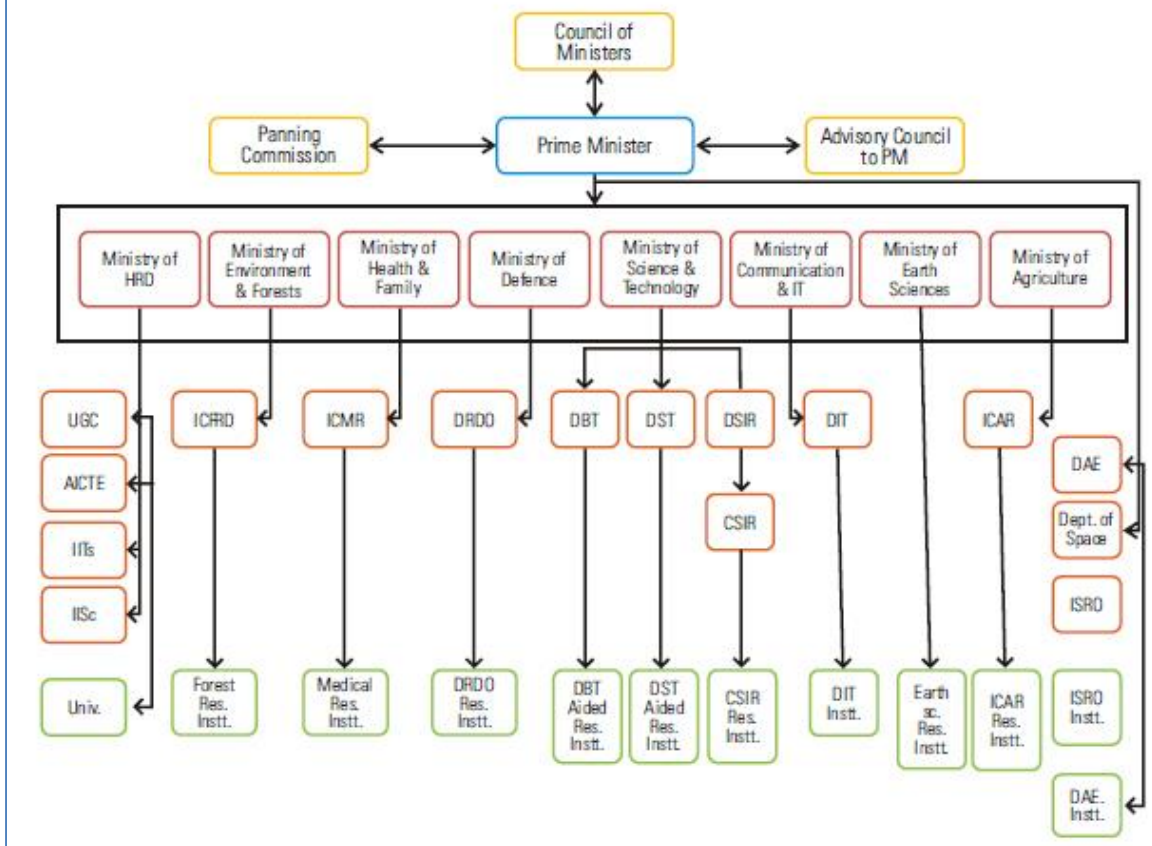 Council of
Ministers
Panning
Commission
Prime Minister
Advisory Council
to PM
Ministry of
HRD
Ministry of
Environment
& Forests
Ministry of
Health &
Family
Ministry of
Defence
Ministry of
Science &
Technology
Ministry of
Communication
& IT
Ministry of
Earth
Sciences
Ministry of
Agriculture
UGC
ICFRD
ICMR
DRDO
DBT
DST
DSIR
DIT
ICAR
AICTE
DAE
IITs
CSIR
Dept. of
Space
IISc
ISRO
Univ.
Forest
Res.
Instt.
Medical
Res.
Instt.
DRDO
Res.
Instt.
DBT
Aided
Res.
Instt.
DST
Aided
Res.
Instt.
CSIR
Res.
Instt.
DIT
Instt.
Earth
sc.
Res.
Instt.
ICAR
Res.
Instt.
ISRO
Instt.
DAE.
Instt.